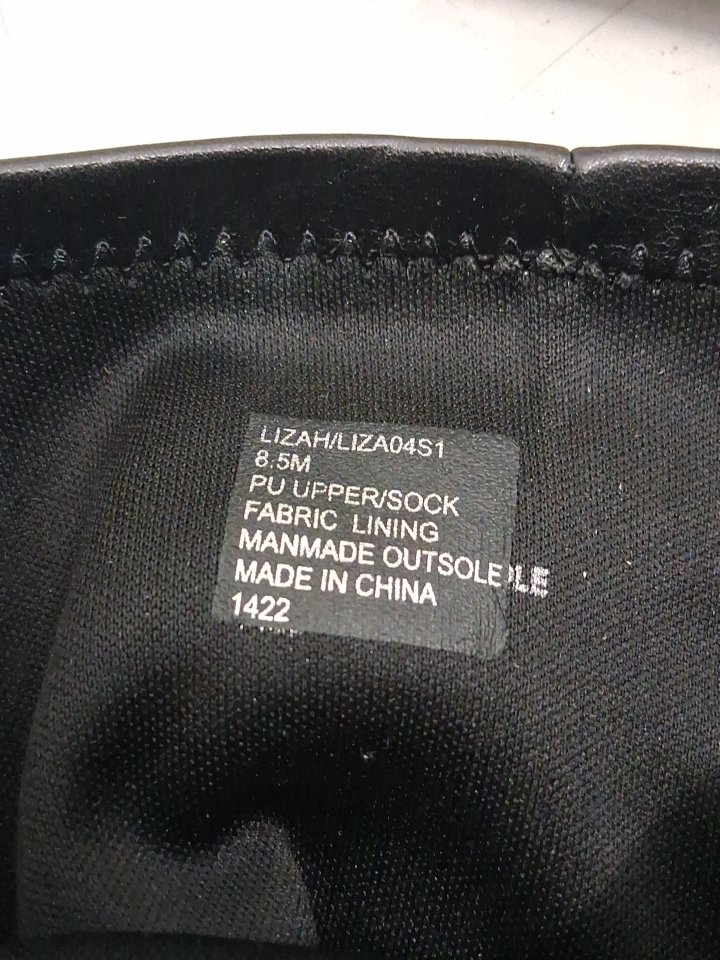 LIZAH/LIZA04S1
8.5M
PU UPPER/SOCK
FABRIC LINING
MANMADE OUTSOLE
MADE IN CHINA
1422